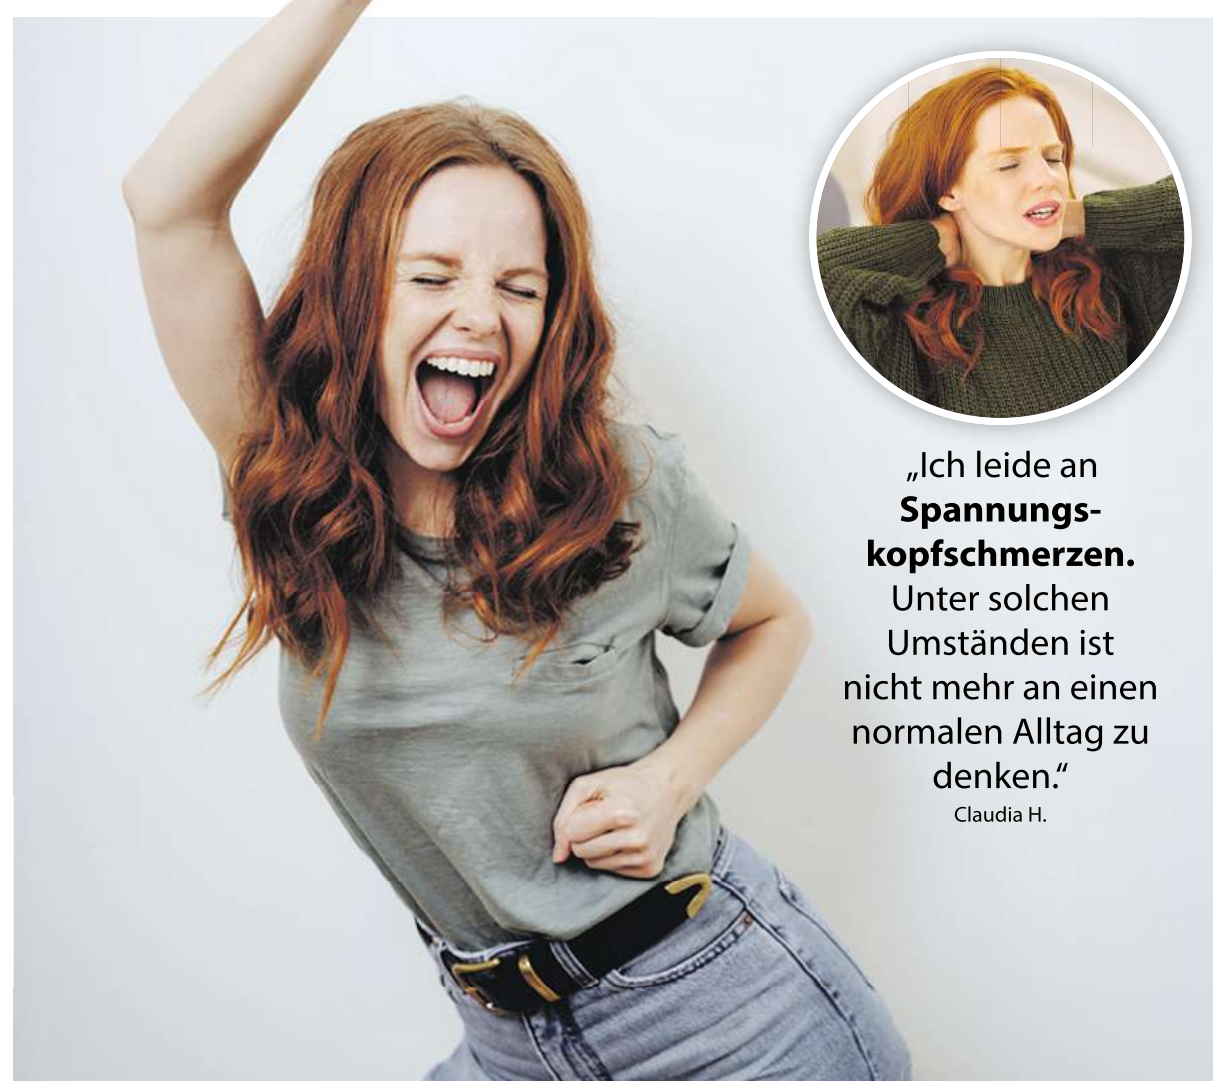 „Ich leide an
Spannungs-
kopfschmerzen.
Unter solchen
Umständen ist
nicht mehr an einen
normalen Alltag zu
denken.“
Claudia H.